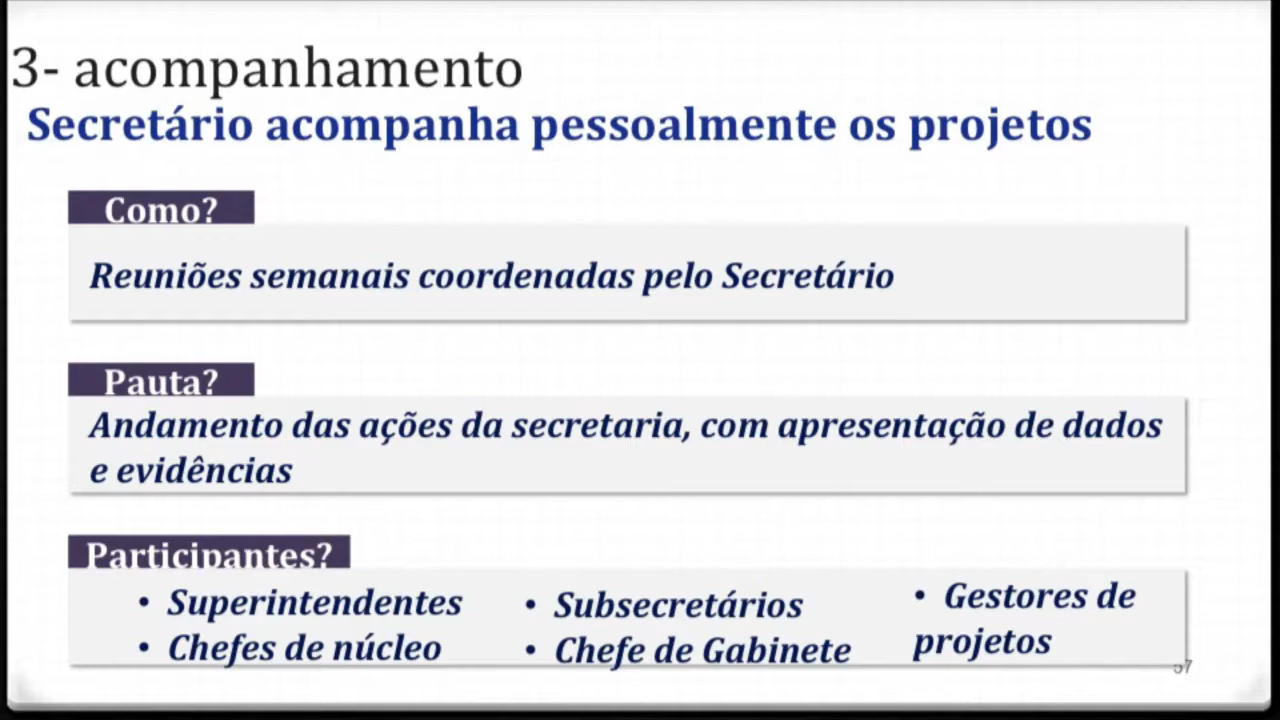 3- acompanhamento
Secretário acompanha pessoalmente os projetos
Como?
Reuniões semanais coordenadas pelo Secretário
Pauta?
Andamento das ações da secretaria, com apresentação de dados
e evidências
Participantes?
• Superintendentes
• Chefes de núcleo
• Subsecretários
• Chefe de Gabinete
• Gestores de
projetos
57